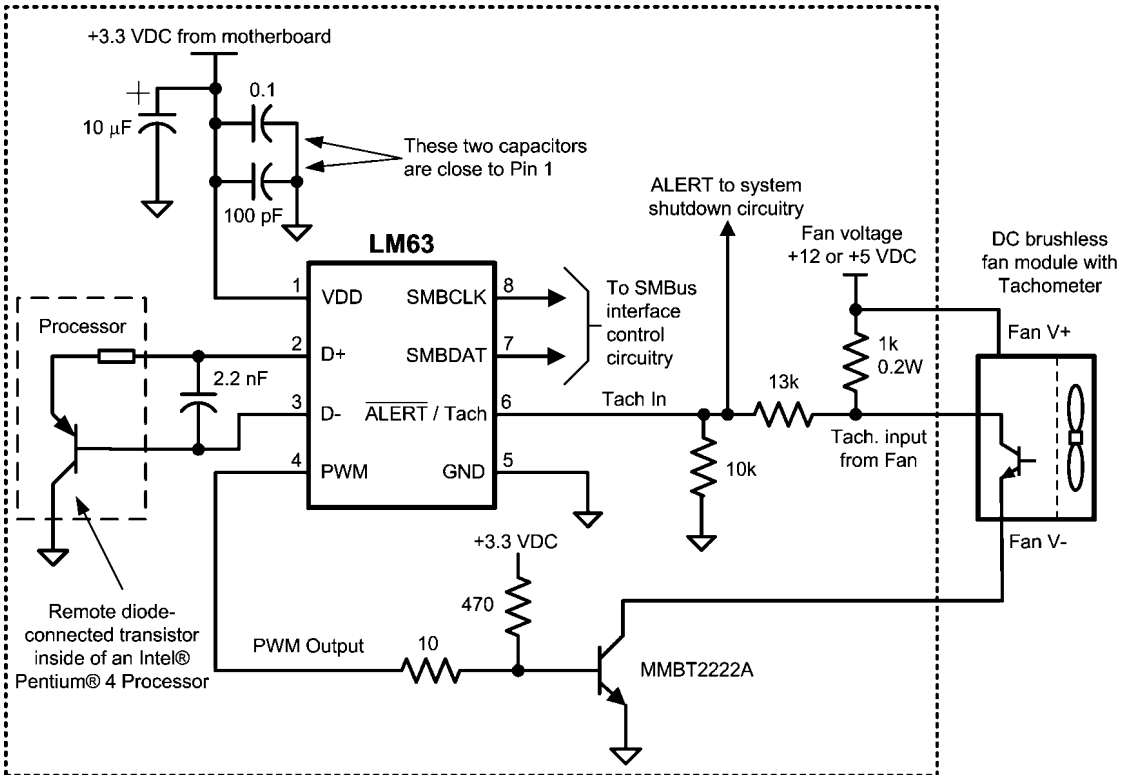 +3.3 VDC from motherboard
0.1
10 μF
These two capacitors
are close to Pin 1
100 pF
ALERT to system
shutdown circuitry
Fan voltage
+12 or +5 VDC
DC brushless
fan module with
Tachometer
LM63
1
VDD
SMBCLK
8
To SMBus
interface
control
circuitry
Processor
2
D+
SMBDAT
7
Fan V+
1k
0.2W
2.2 nF
13k
3
D-
ALERT / Tach
6
Tach In
Tach. input
from Fan
4
PWM
GND
5
10k
+3.3 VDC
Fan V-
470
Remote diode-
connected transistor
inside of an Intel®
Pentium® 4 Processor
PWM Output
10
MMBT2222A